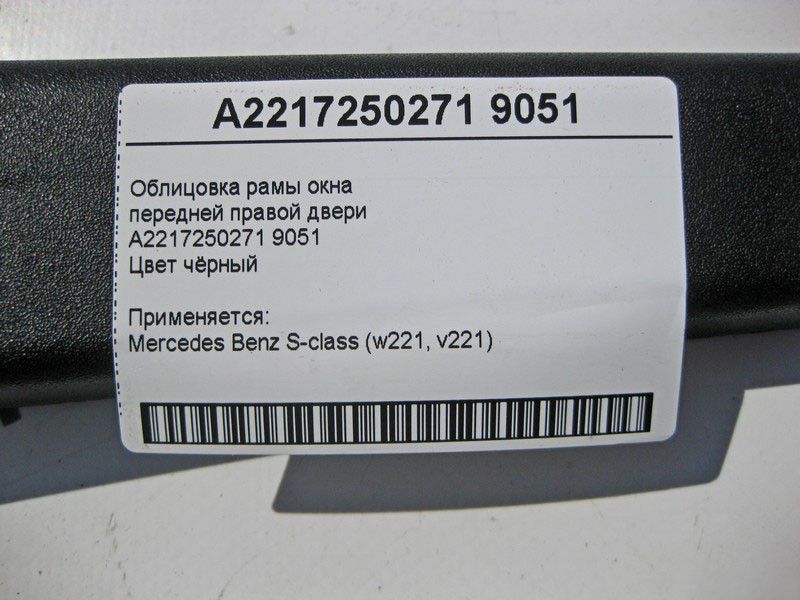 A2217250271 9051
Облицовка рамы окна
передней правой двери
A2217250271 9051
Цвет чёрный
Применяется:
Mercedes Benz S-class (w221, v221)